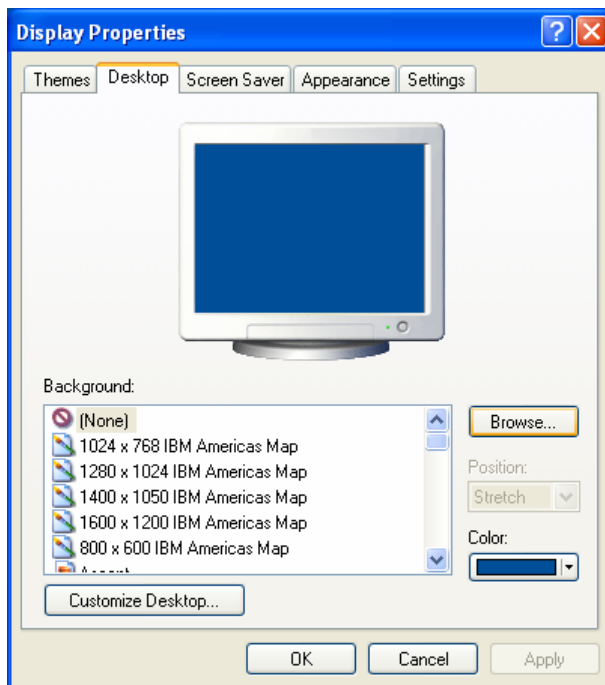 Display Properties
?
Themes Desktop Screen Saver Appearance Settings
Background:
(None)
1024 x 768 IBM Americas Map
1280 x 1024 IBM Americas Map
1400 x 1050 IBM Americas Map
1600 x 1200 IBM Americas Map
800 x 600 IBM Americas Map
Browse...
Position:
Stretch
Color:
Customize Desktop...
OK Cancel Apply